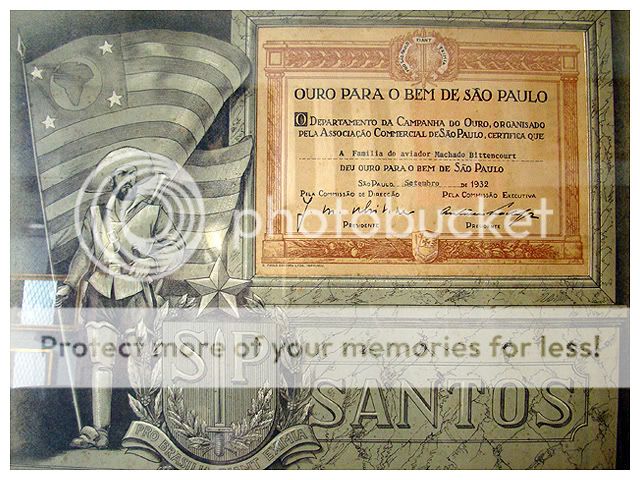 OURO PARA O BEM DE SÃO PAULO
O DEPARTAMENTO DA CAMPANHA DO OURO, ORGANISADO
PELA ASSOCIAÇÃO COMMERCIAL DE SÃO PAULO, CERTIFICA QUE
A Familia do aviador Machado Bittencourt
DEU OURO PARA O BEM DE SÃO PAULO
SÃO PAULO, Setembro DE 1932
PELA COMMISSÃO DE DIRECÇÃO PELA COMMISSÃO EXECUTIVA
PRESIDENTE PRESIDENTE
photobucket
Protect more of your memories for less!
SP
SANTOS
PRO BRASILIA FIANT EXIMIA